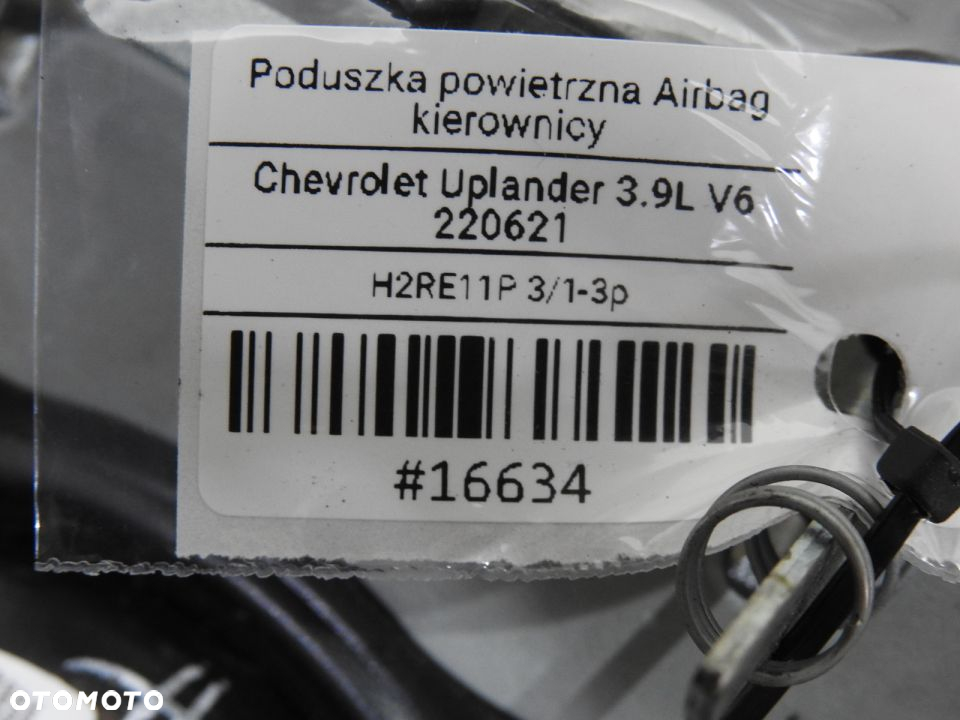 Poduszka powietrzna Airbag
kierownicy
Chevrolet Uplander 3.9L V6
220621
H2RE11P 3/1-3p
#16634
OTOMOTO